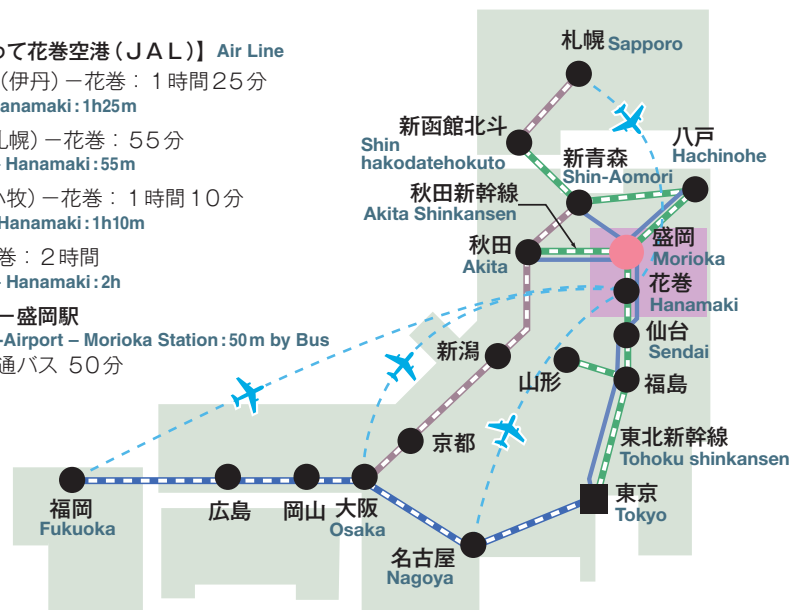 て花巻空港(JAL)】Air Line
(伊丹)－花巻：1時間25分
anamaki:1h25m
札幌)－花巻：55分
Hanamaki:55m
小牧)－花巻：1時間10分
Hanamaki:1h10m
巻：2時間
Hanamaki:2h
ー盛岡駅
-Airport – Morioka Station:50m by Bus
通バス 50分
札幌 Sapporo
新函館北斗
Shin
hakodatehokuto
八戸
Hachinohe
新青森
Shin-Aomori
秋田新幹線
Akita Shinkansen
秋田
Akita
盛岡
Morioka
花巻
Hanamaki
仙台
Sendai
新潟
山形
福島
京都
東北新幹線
Tohoku shinkansen
福岡
Fukuoka
広島
岡山
大阪
Osaka
東京
Tokyo
名古屋
Nagoya